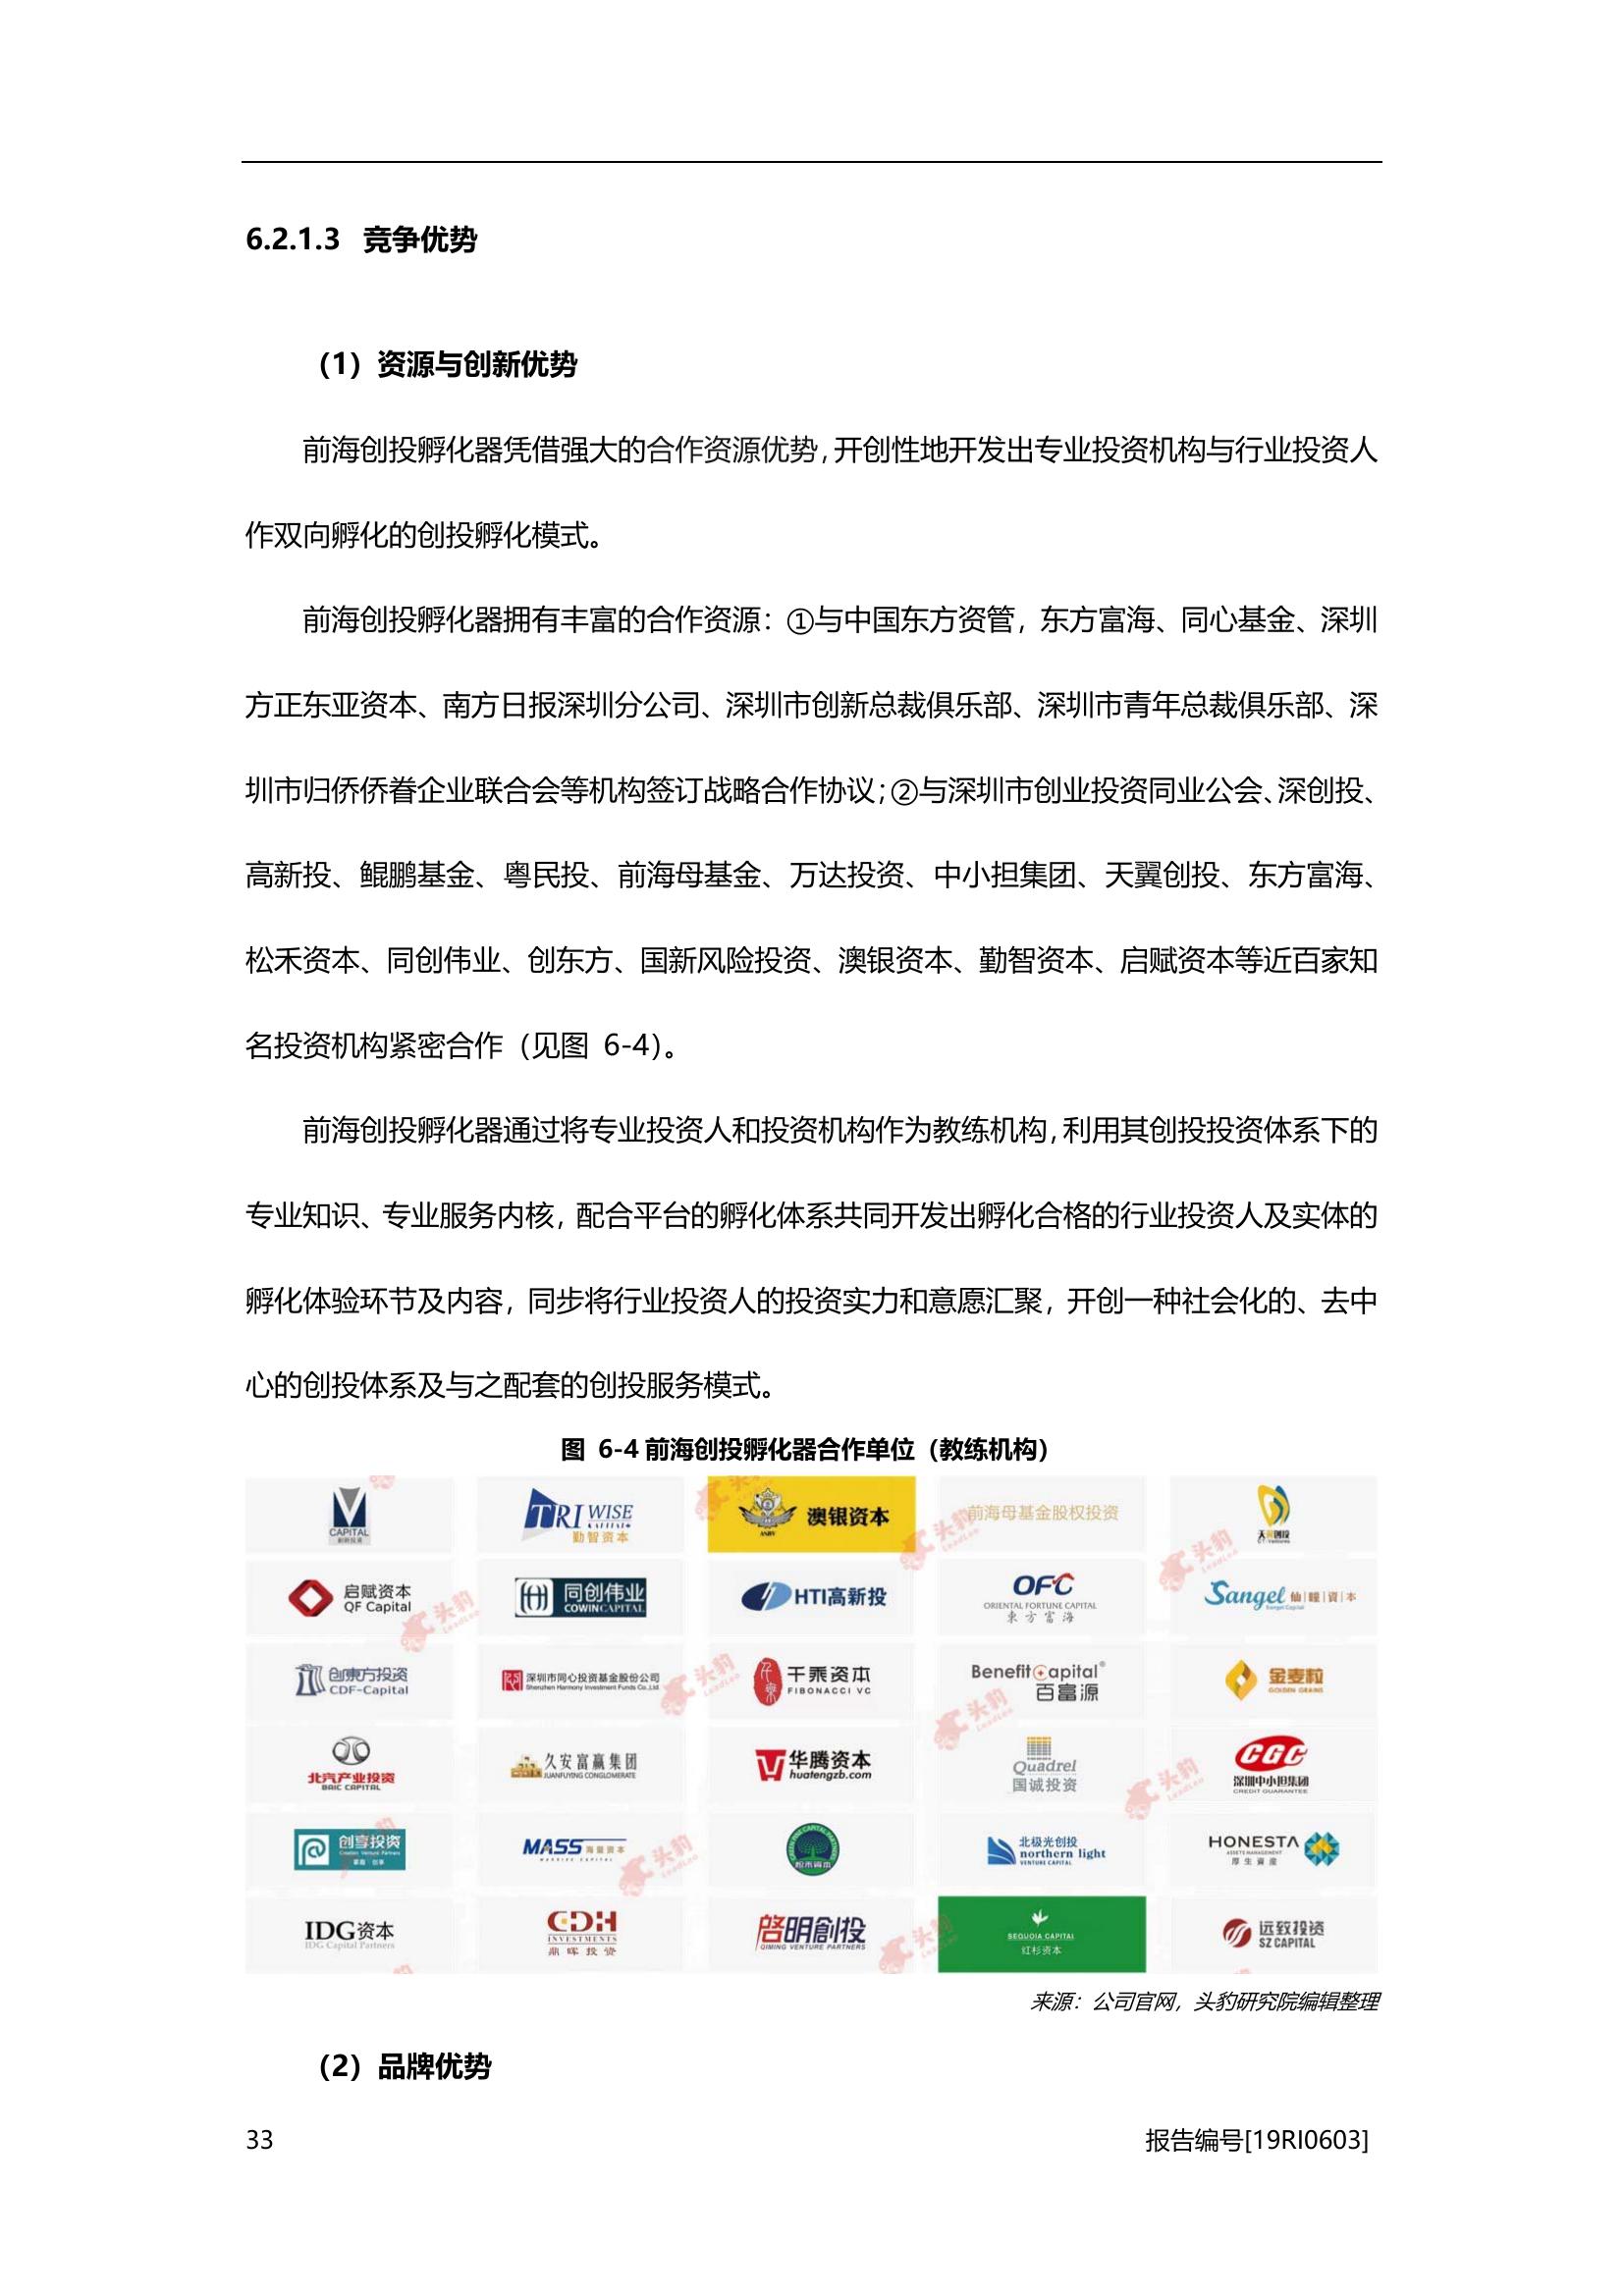 6.2.1.3 竞争优势
（1）资源与创新优势
前海创投孵化器凭借强大的合作资源优势，开创性地开发出专业投资机构与行业投资人
作双向孵化的创投孵化模式。
前海创投孵化器拥有丰富的合作资源：①与中国东方资管，东方富海、同心基金、深圳
方正东亚资本、南方日报深圳分公司、深圳市创新总裁俱乐部、深圳市青年总裁俱乐部、深
圳市归侨侨眷企业联合会等机构签订战略合作协议；②与深圳市创业投资同业公会、深创投、
高新投、鲲鹏基金、粤民投、前海母基金、万达投资、中小担集团、天翼创投、东方富海、
松禾资本、同创伟业、创东方、国新风险投资、澳银资本、勤智资本、启赋资本等近百家知
名投资机构紧密合作（见图 6-4）。
前海创投孵化器通过将专业投资人和投资机构作为教练机构，利用其创投投资体系下的
专业知识、专业服务内核，配合平台的孵化体系共同开发出孵化合格的行业投资人及实体的
孵化体验环节及内容，同步将行业投资人的投资实力和意愿汇聚，开创一种社会化的、去中
心的创投体系及与之配套的创投服务模式。
图 6-4 前海创投孵化器合作单位（教练机构）
CAPITAL
TRI WISE
CAPITAL
勤智资本
澳银资本
前海母基金股权投资
天翼创投
启赋资本
QF Capital
同创伟业
COWIN CAPITAL
HTI高新投
OFC
ORIENTAL FORTUNE CAPITAL
東方富海
Sangel 仙|瞳|資|本
Sangel Capital
创東方投资
CDF-Capital
深圳市同心投资基金股份公司
Shenzhen Harmony Investment Funds Co.,Ltd
千乘资本
FIBONACCI VC
Benefit Capital®
百富源
金麦粒
GOLDEN GRAINS
北汽产业投资
BAIC CAPITAL
久安富赢集团
JUANFUYING CONGLOMERATE
华腾资本
huatengzb.com
Quadrel
国诚投资
CGC
深圳中小担集团
CREDIT GUARANTEE
创享投资
Creation Venture Partners
MASS 海量资本
MASSIVE CAPITAL
松禾資本
北极光创投
northern light
VENTURE CAPITAL
HONESTA
ASSETS MANAGEMENT
厚生資産
IDG资本
IDG Capital Partners
CDH
INVESTMENTS
鼎晖投资
啓明創投
QIMING VENTURE PARTNERS
SEQUOIA CAPITAL
红杉资本
远致投资
SZ CAPITAL
来源：公司官网，头豹研究院编辑整理
（2）品牌优势
33
报告编号[19RI0603]